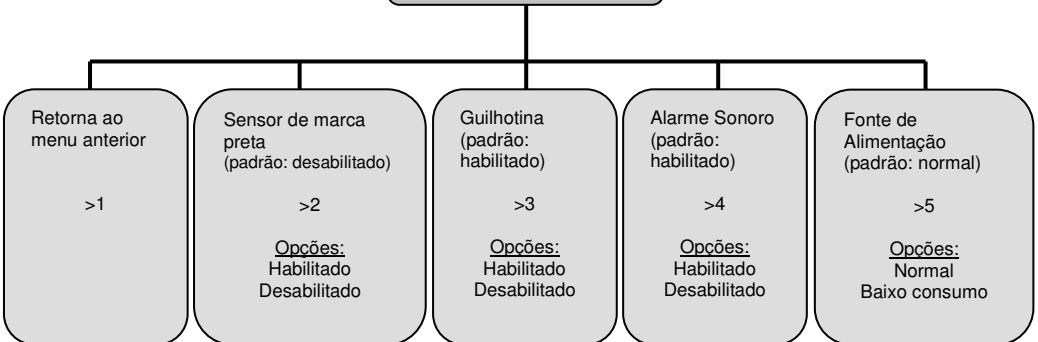 Retorna ao
menu anterior
>1
Sensor de marca
preta
(padrão: desabilitado)
>2
Opções:
Habilitado
Desabilitado
Guilhotina
(padrão:
habilitado)
>3
Opções:
Habilitado
Desabilitado
Alarme Sonoro
(padrão:
habilitado)
>4
Opções:
Habilitado
Desabilitado
Fonte de
Alimentação
(padrão: normal)
>5
Opções:
Normal
Baixo consumo